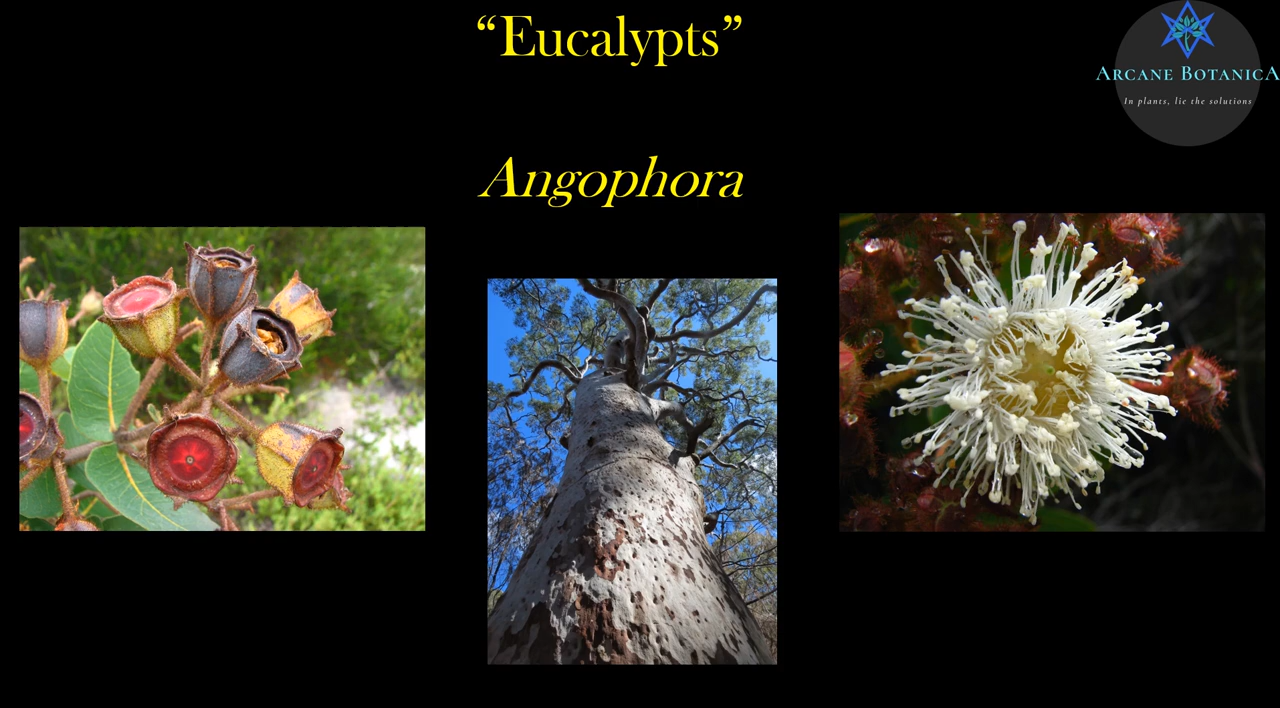 “Eucalypts”
ARCANE BOTANICA
In plants, lie the solutions
Angophora